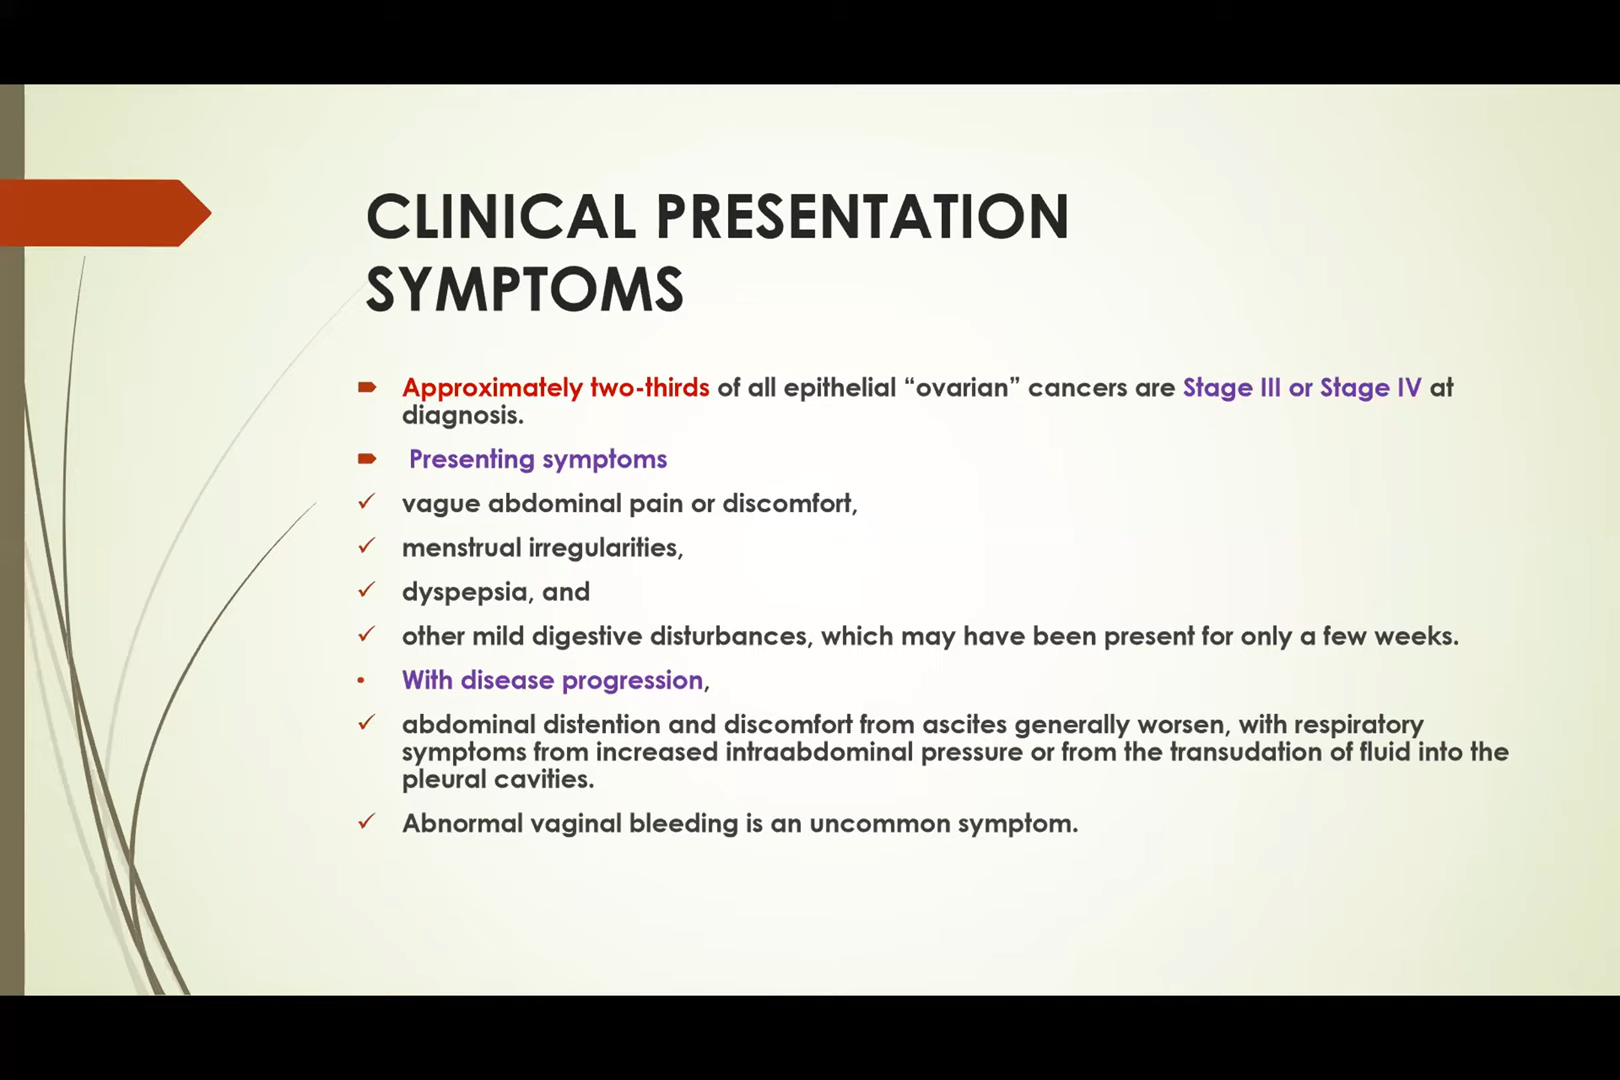 CLINICAL PRESENTATION
SYMPTOMS
Approximately two-thirds of all epithelial “ovarian” cancers are Stage III or Stage IV at
diagnosis.
Presenting symptoms
vague abdominal pain or discomfort,
menstrual irregularities,
dyspepsia, and
other mild digestive disturbances, which may have been present for only a few weeks.
With disease progression,
abdominal distention and discomfort from ascites generally worsen, with respiratory
symptoms from increased intraabdominal pressure or from the transudation of fluid into the
pleural cavities.
Abnormal vaginal bleeding is an uncommon symptom.